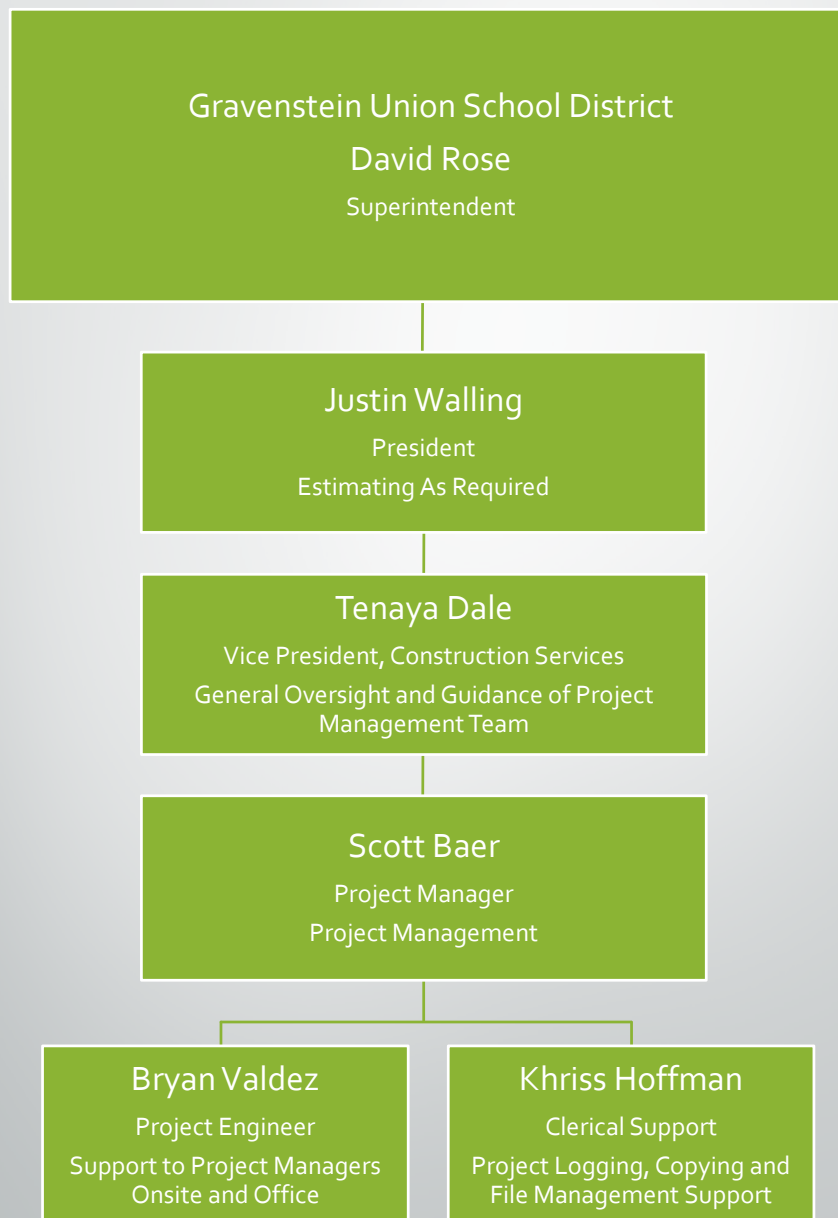 Gravenstein Union School District
David Rose
Superintendent
Justin Walling
President
Estimating As Required
Tenaya Dale
Vice President, Construction Services
General Oversight and Guidance of Project
Management Team
Scott Baer
Project Manager
Project Management
Bryan Valdez
Project Engineer
Support to Project Managers
Onsite and Office
Khriss Hoffman
Clerical Support
Project Logging, Copying and
File Management Support